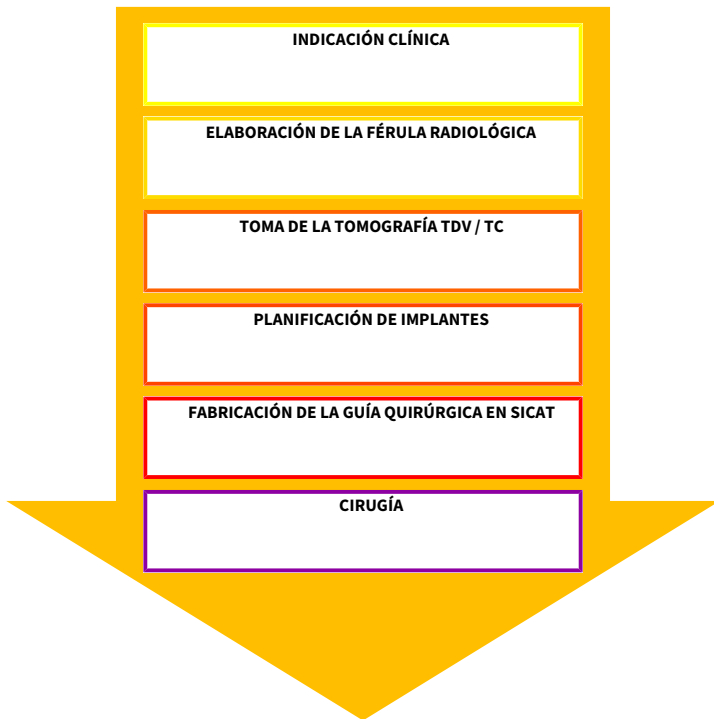 INDICACIÓN CLÍNICA
ELABORACIÓN DE LA FÉRULA RADIOLÓGICA
TOMA DE LA TOMOGRAFÍA TDV / TC
PLANIFICACIÓN DE IMPLANTES
FABRICACIÓN DE LA GUÍA QUIRÚRGICA EN SICAT
CIRUGÍA